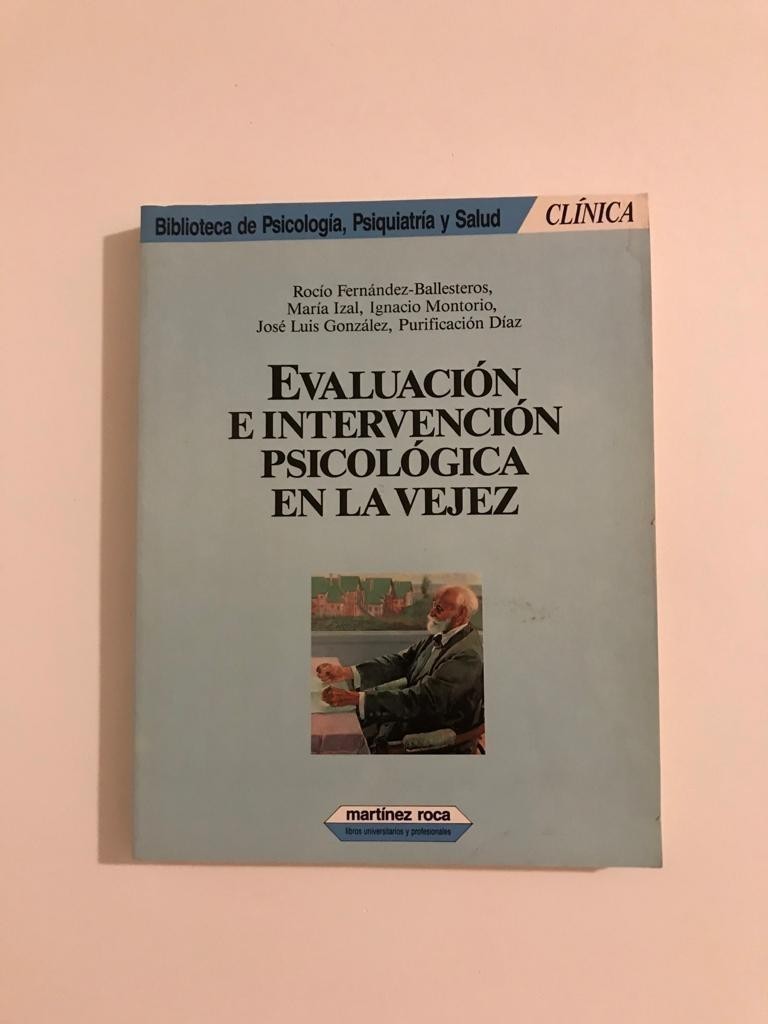 Biblioteca de Psicología, Psiquiatría y Salud
CLÍNICA
Rocío Fernández-Ballesteros,
María Izal, Ignacio Montorio,
José Luis González, Purificación Díaz
EVALUACIÓN
E INTERVENCIÓN
PSICOLÓGICA
EN LA VEJEZ
martínez roca
libros universitarios y profesionales